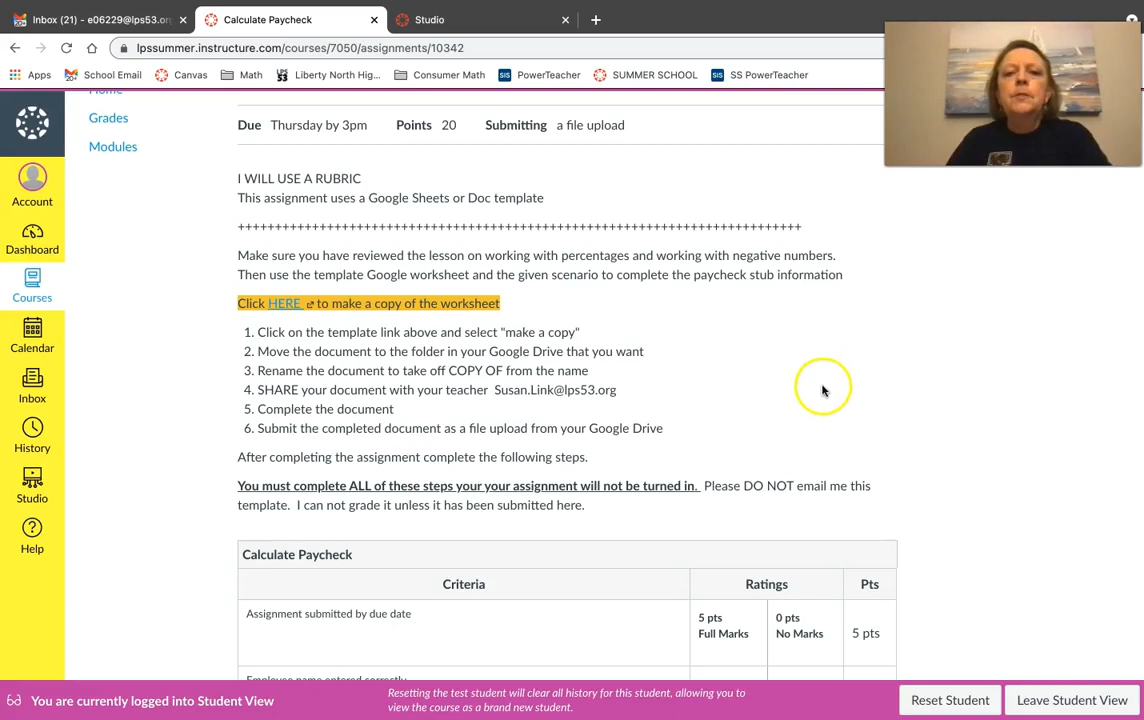 Inbox (21) - e06229@lps53.or
Calculate Paycheck
Studio
lpssummer.instructure.com/courses/7050/assignments/10342
Apps
School Email
Canvas
Math
Liberty North Hig...
Consumer Math
SIS PowerTeacher
SUMMER SCHOOL
SIS SS PowerTeacher
Home
Grades
Modules
Account
Dashboard
Courses
Calendar
Inbox
History
Studio
Help
Due Thursday by 3pm Points 20 Submitting a file upload
I WILL USE A RUBRIC
This assignment uses a Google Sheets or Doc template
Make sure you have reviewed the lesson on working with percentages and working with negative numbers.
Then use the template Google worksheet and the given scenario to complete the paycheck stub information
Click HERE to make a copy of the worksheet
1. Click on the template link above and select "make a copy"
2. Move the document to the folder in your Google Drive that you want
3. Rename the document to take off COPY OF from the name
4. SHARE your document with your teacher Susan.Link@lps53.org
5. Complete the document
6. Submit the completed document as a file upload from your Google Drive
After completing the assignment complete the following steps.
You must complete ALL of these steps your your assignment will not be turned in. Please DO NOT email me this
template. I can not grade it unless it has been submitted here.
Calculate Paycheck
Criteria Ratings Pts
Assignment submitted by due date
5 pts
Full Marks
0 pts
No Marks
5 pts
Employee name entered correctly
You are currently logged into Student View
Resetting the test student will clear all history for this student, allowing you to
view the course as a brand new student.
Reset Student
Leave Student View